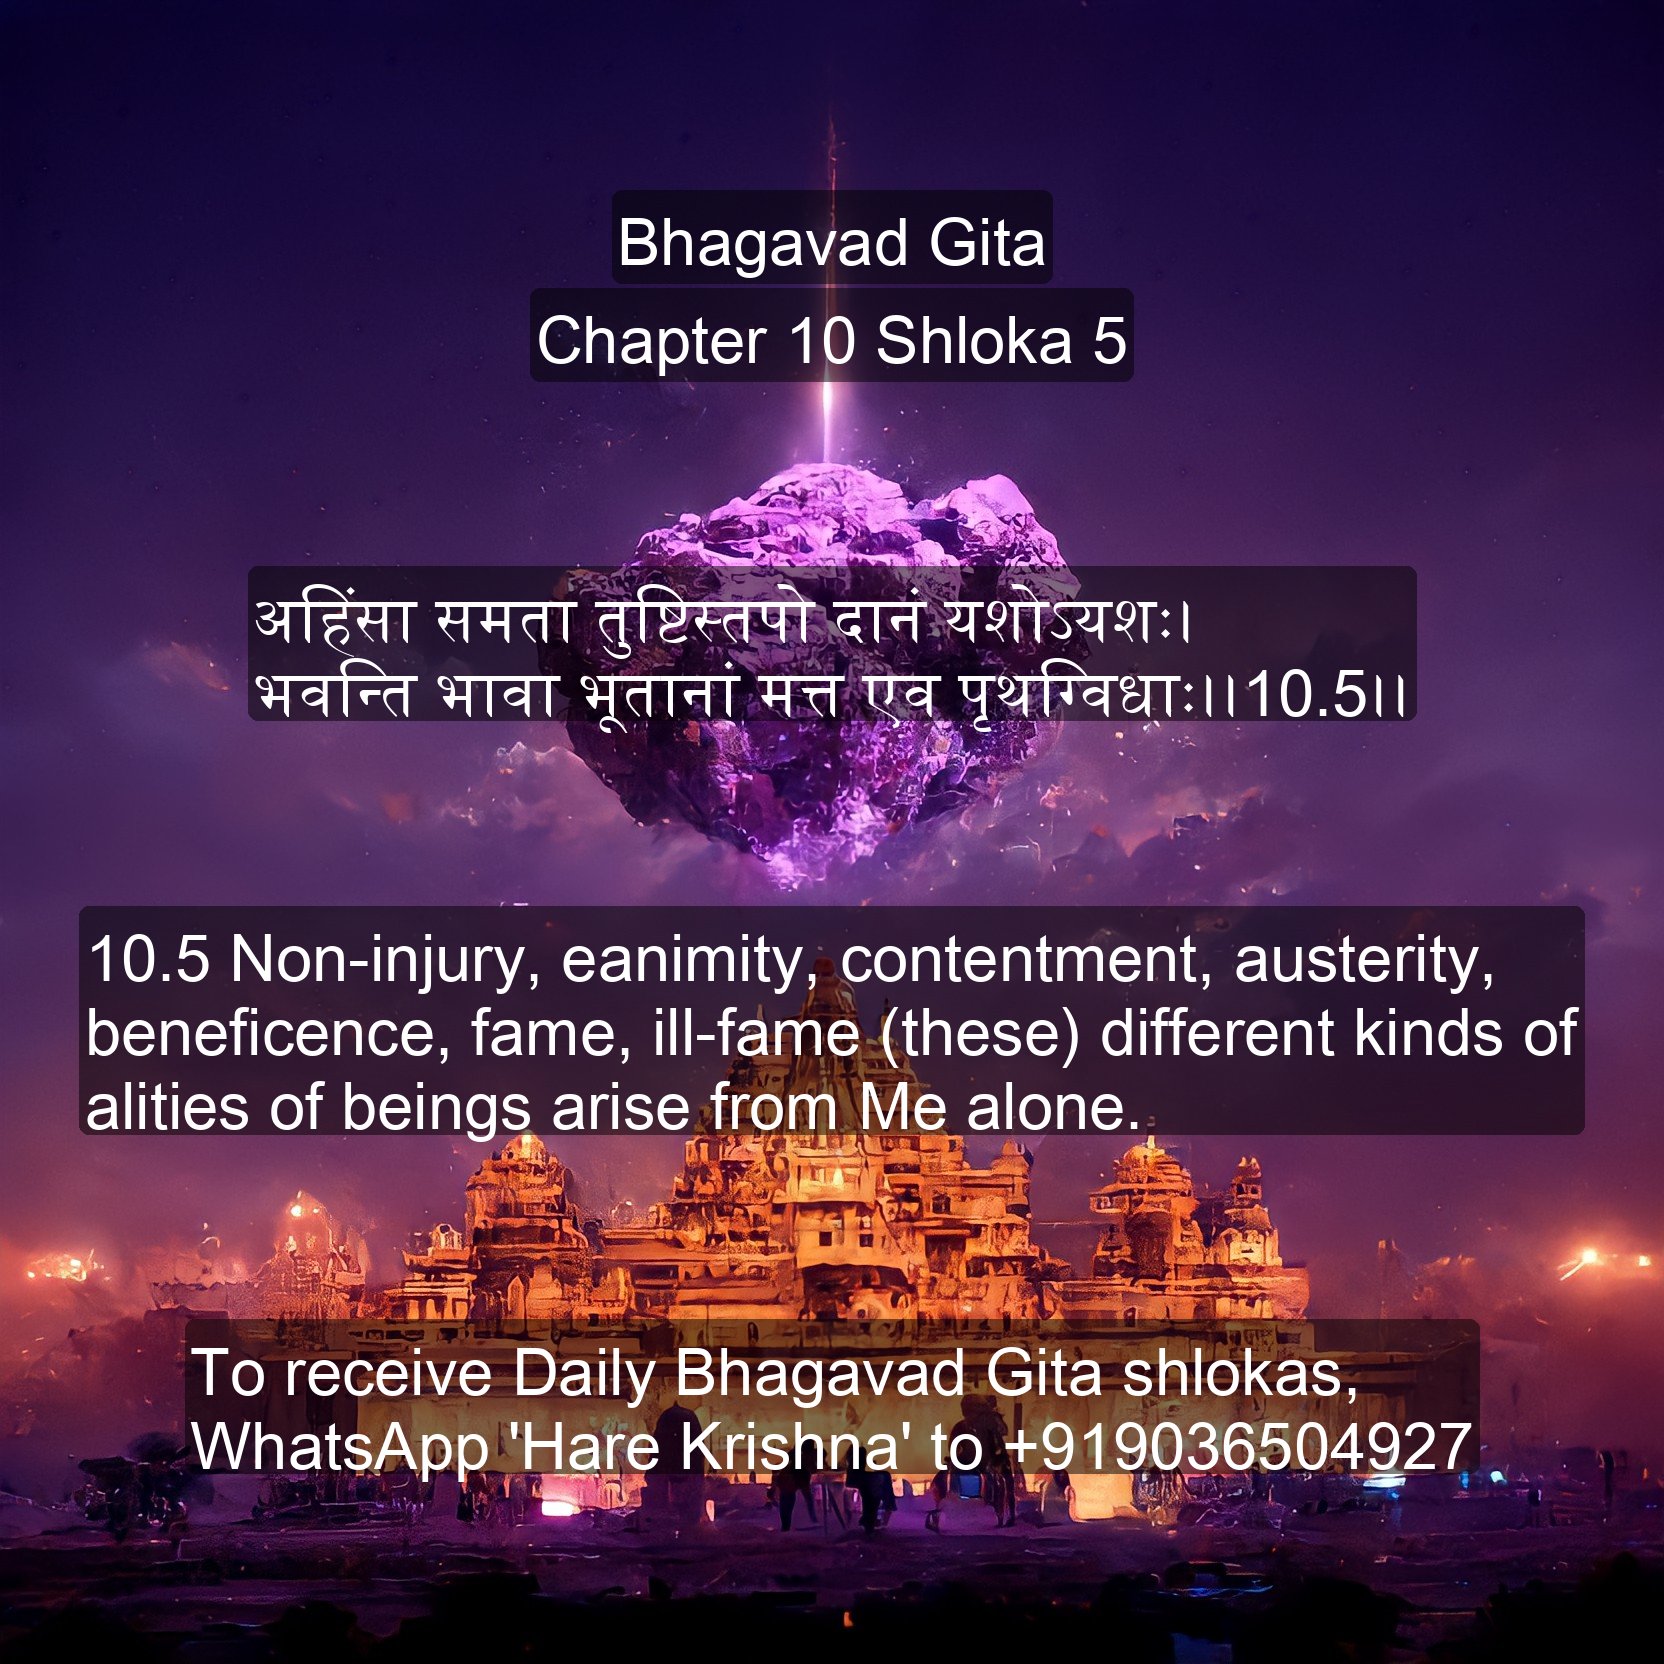 Bhagavad Gita
Chapter 10 Shloka 5
अहिंसा समता तुष्टिस्तपो दानं यशोऽयशः।
भवन्ति भावा भूतानां मत्त एव पृथग्विधाः।।10.5।।
10.5 Non-injury, eanimity, contentment, austerity,
beneficence, fame, ill-fame (these) different kinds of
alities of beings arise from Me alone.
To receive Daily Bhagavad Gita shlokas,
WhatsApp 'Hare Krishna' to +919036504927